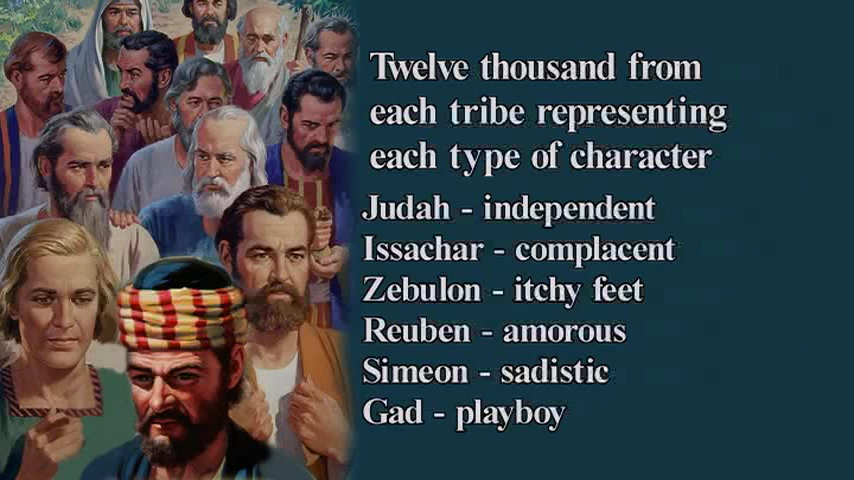 Twelve thousand from
each tribe representing
each type of character
Judah - independent
Issachar - complacent
Zebulon - itchy feet
Reuben - amorous
Simeon - sadistic
Gad - playboy